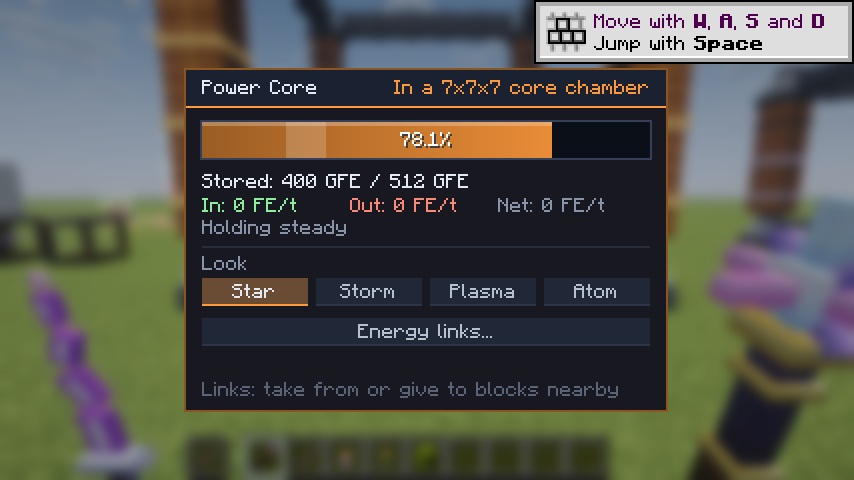 Move with W, A, S and D
Jump with Space
Power Core
In a 7x7x7 core chamber
78.1%
Stored: 400 GFE / 512 GFE
In: 0 FE/t Out: 0 FE/t Net: 0 FE/t
Holding steady
Look
Star Storm Plasma Atom
Energy links...
Links: take from or give to blocks nearby